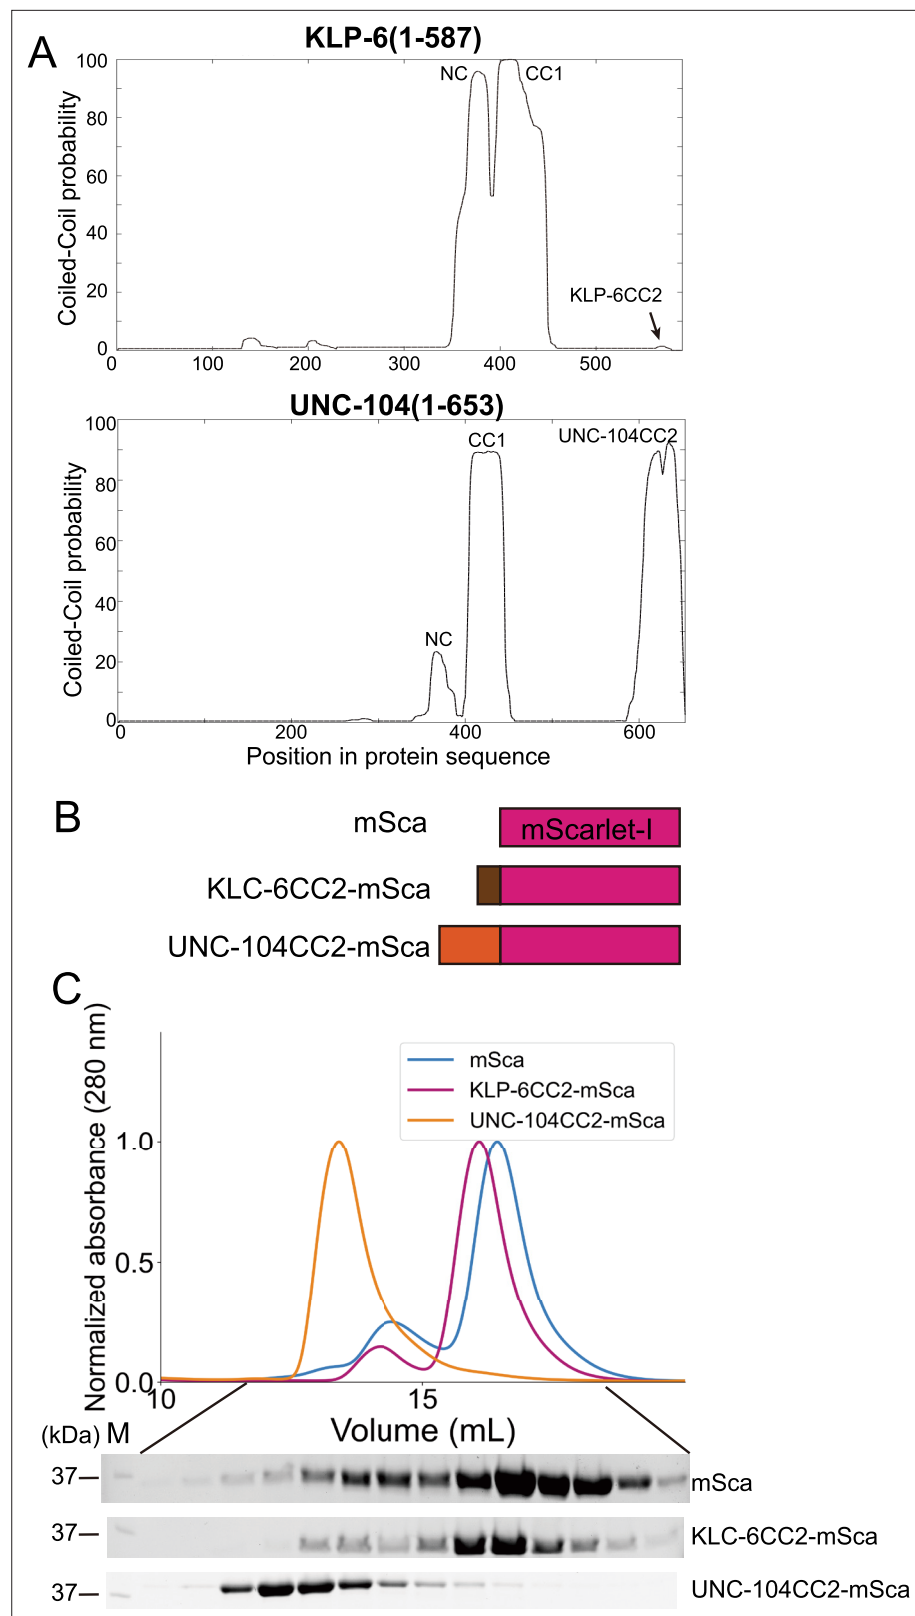 A
KLP-6(1-587)
Coiled-Coil probability
100
80
60
40
20
0
NC
CC1
KLP-6CC2
0 100 200 300 400 500
UNC-104(1-653)
Coiled-Coil probability
100
80
60
40
20
0
NC
CC1
UNC-104CC2
0 200 400 600
Position in protein sequence
B
mSca
mScarlet-I
KLC-6CC2-mSca
UNC-104CC2-mSca
C
Normalized absorbance (280 nm)
mSca
KLP-6CC2-mSca
UNC-104CC2-mSca
1.0
0.5
0.0
10 15
Volume (mL)
(kDa) M
37
mSca
37
KLC-6CC2-mSca
37
UNC-104CC2-mSca